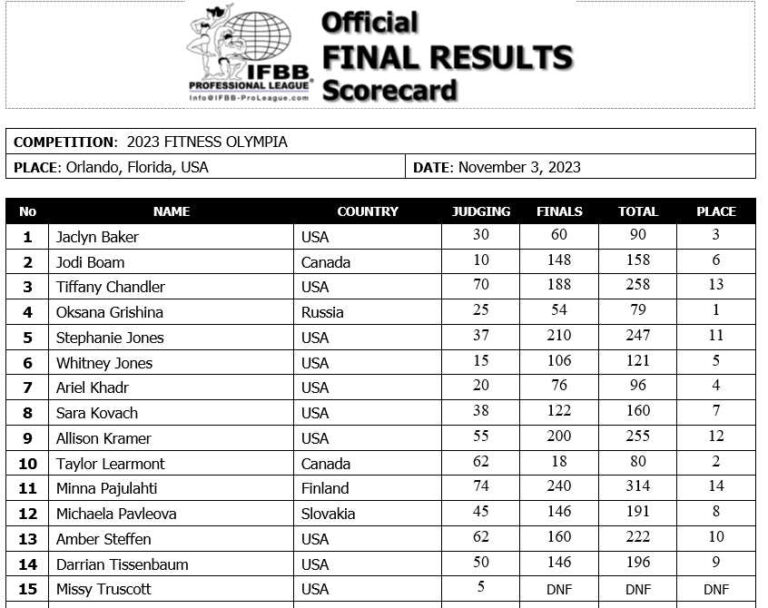 Official
FINAL RESULTS
Scorecard
IFBB
PROFESSIONAL LEAGUE®
Info@IFBB-ProLeague.com
COMPETITION: 2023 FITNESS OLYMPIA
PLACE: Orlando, Florida, USA DATE: November 3, 2023
No NAME COUNTRY JUDGING FINALS TOTAL PLACE
1 Jaclyn Baker USA 30 60 90 3
2 Jodi Boam Canada 10 148 158 6
3 Tiffany Chandler USA 70 188 258 13
4 Oksana Grishina Russia 25 54 79 1
5 Stephanie Jones USA 37 210 247 11
6 Whitney Jones USA 15 106 121 5
7 Ariel Khadr USA 20 76 96 4
8 Sara Kovach USA 38 122 160 7
9 Allison Kramer USA 55 200 255 12
10 Taylor Learmont Canada 62 18 80 2
11 Minna Pajulahti Finland 74 240 314 14
12 Michaela Pavleova Slovakia 45 146 191 8
13 Amber Steffen USA 62 160 222 10
14 Darrian Tissenbaum USA 50 146 196 9
15 Missy Truscott USA 5 DNF DNF DNF